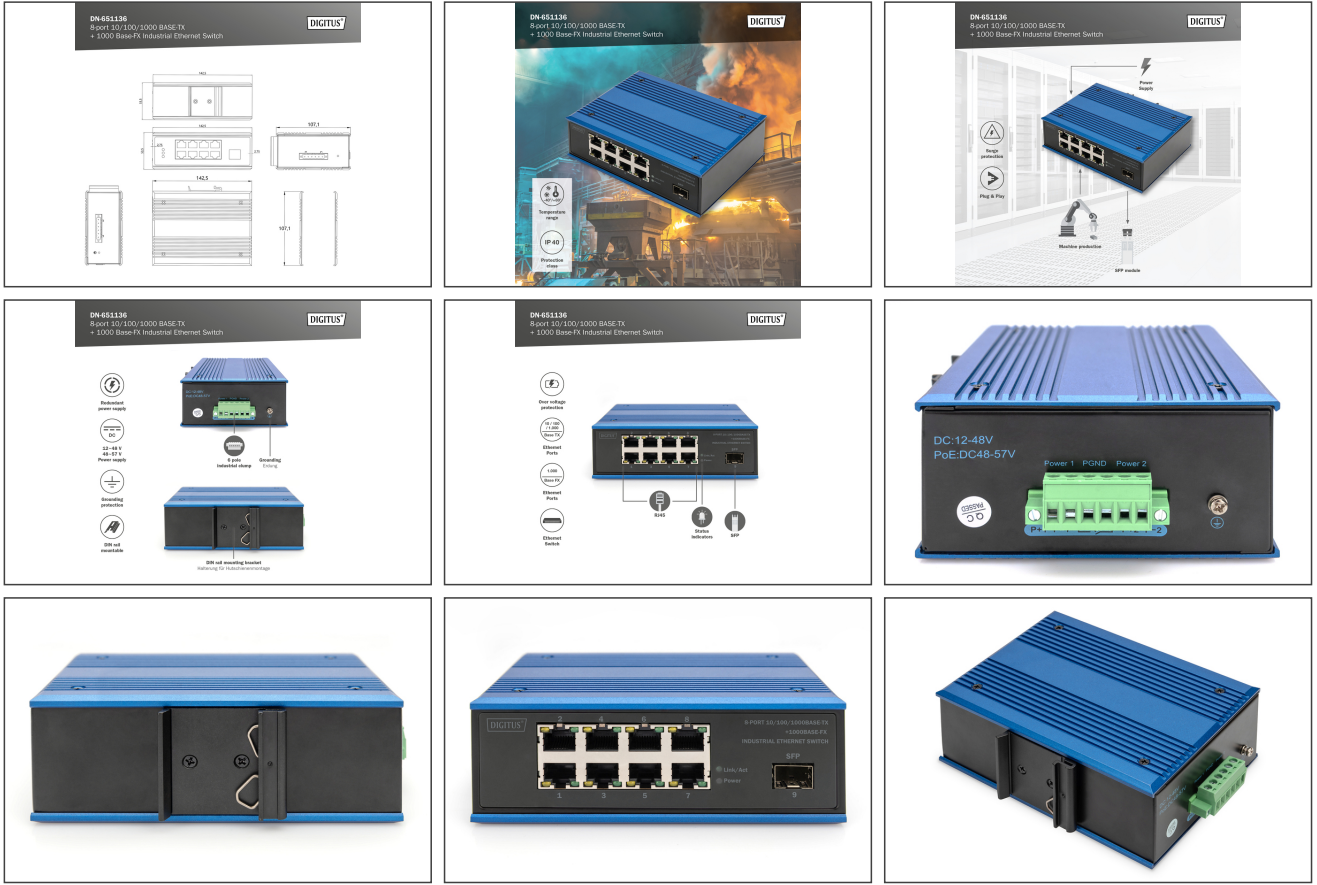 DN-651136
8-port 10/100/1000 BASE-TX
+ 1000 Base-FX Industrial Ethernet Switch
DIGITUS®
107,1
142,5
107,1
DN-651136
8-port 10/100/1000 BASE-TX
+ 1000 Base-FX Industrial Ethernet Switch
DIGITUS®
Temperature
range
IP 40
Protection
class
DN-651136
8-port 10/100/1000 BASE-TX
+ 1000 Base-FX Industrial Ethernet Switch
DIGITUS®
Power
Supply
Surge
protection
Plug & Play
Machine production
SFP module
DN-651136
8-port 10/100/1000 BASE-TX
+ 1000 Base-FX Industrial Ethernet Switch
DIGITUS®
Redundant
power supply
DC
12–48 V
48–57 V
Power supply
Grounding
protection
DIN rail
mountable
6 pole
industrial clamp
Grounding
Erdung
DIN rail mounting bracket
Halterung für Hutschienenmontage
DN-651136
8-port 10/100/1000 BASE-TX
+ 1000 Base-FX Industrial Ethernet Switch
DIGITUS®
Over voltage
protection
10 / 100
/ 1.000
Base TX
Ethernet
Ports
1.000
Base FX
Ethernet
Ports
Ethernet
Switch
RJ45
Status
indicators
SFP
DC:12-48V
PoE:DC48-57V
Power 1 PGND Power 2
QC
PASSED
P+
-2
DIGITUS®
2 4 6 8
8-PORT 10/100/1000BASE-TX
+1000BASE-FX
INDUSTRIAL ETHERNET SWITCH
SFP
Link/Act
Power
1 3 5 7
9